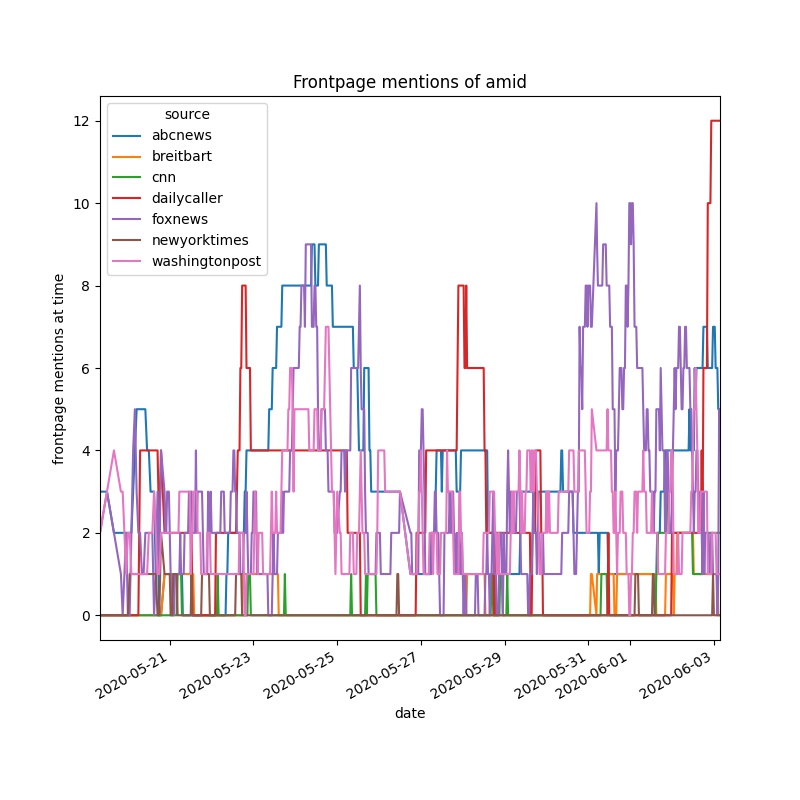 Frontpage mentions of amid
source
abcnews
breitbart
cnn
dailycaller
foxnews
newyorktimes
washingtonpost
frontpage mentions at time
12
10
8
6
4
2
0
2020-05-21
2020-05-23
2020-05-25
2020-05-27
2020-05-29
2020-05-31
2020-06-01
2020-06-03
date